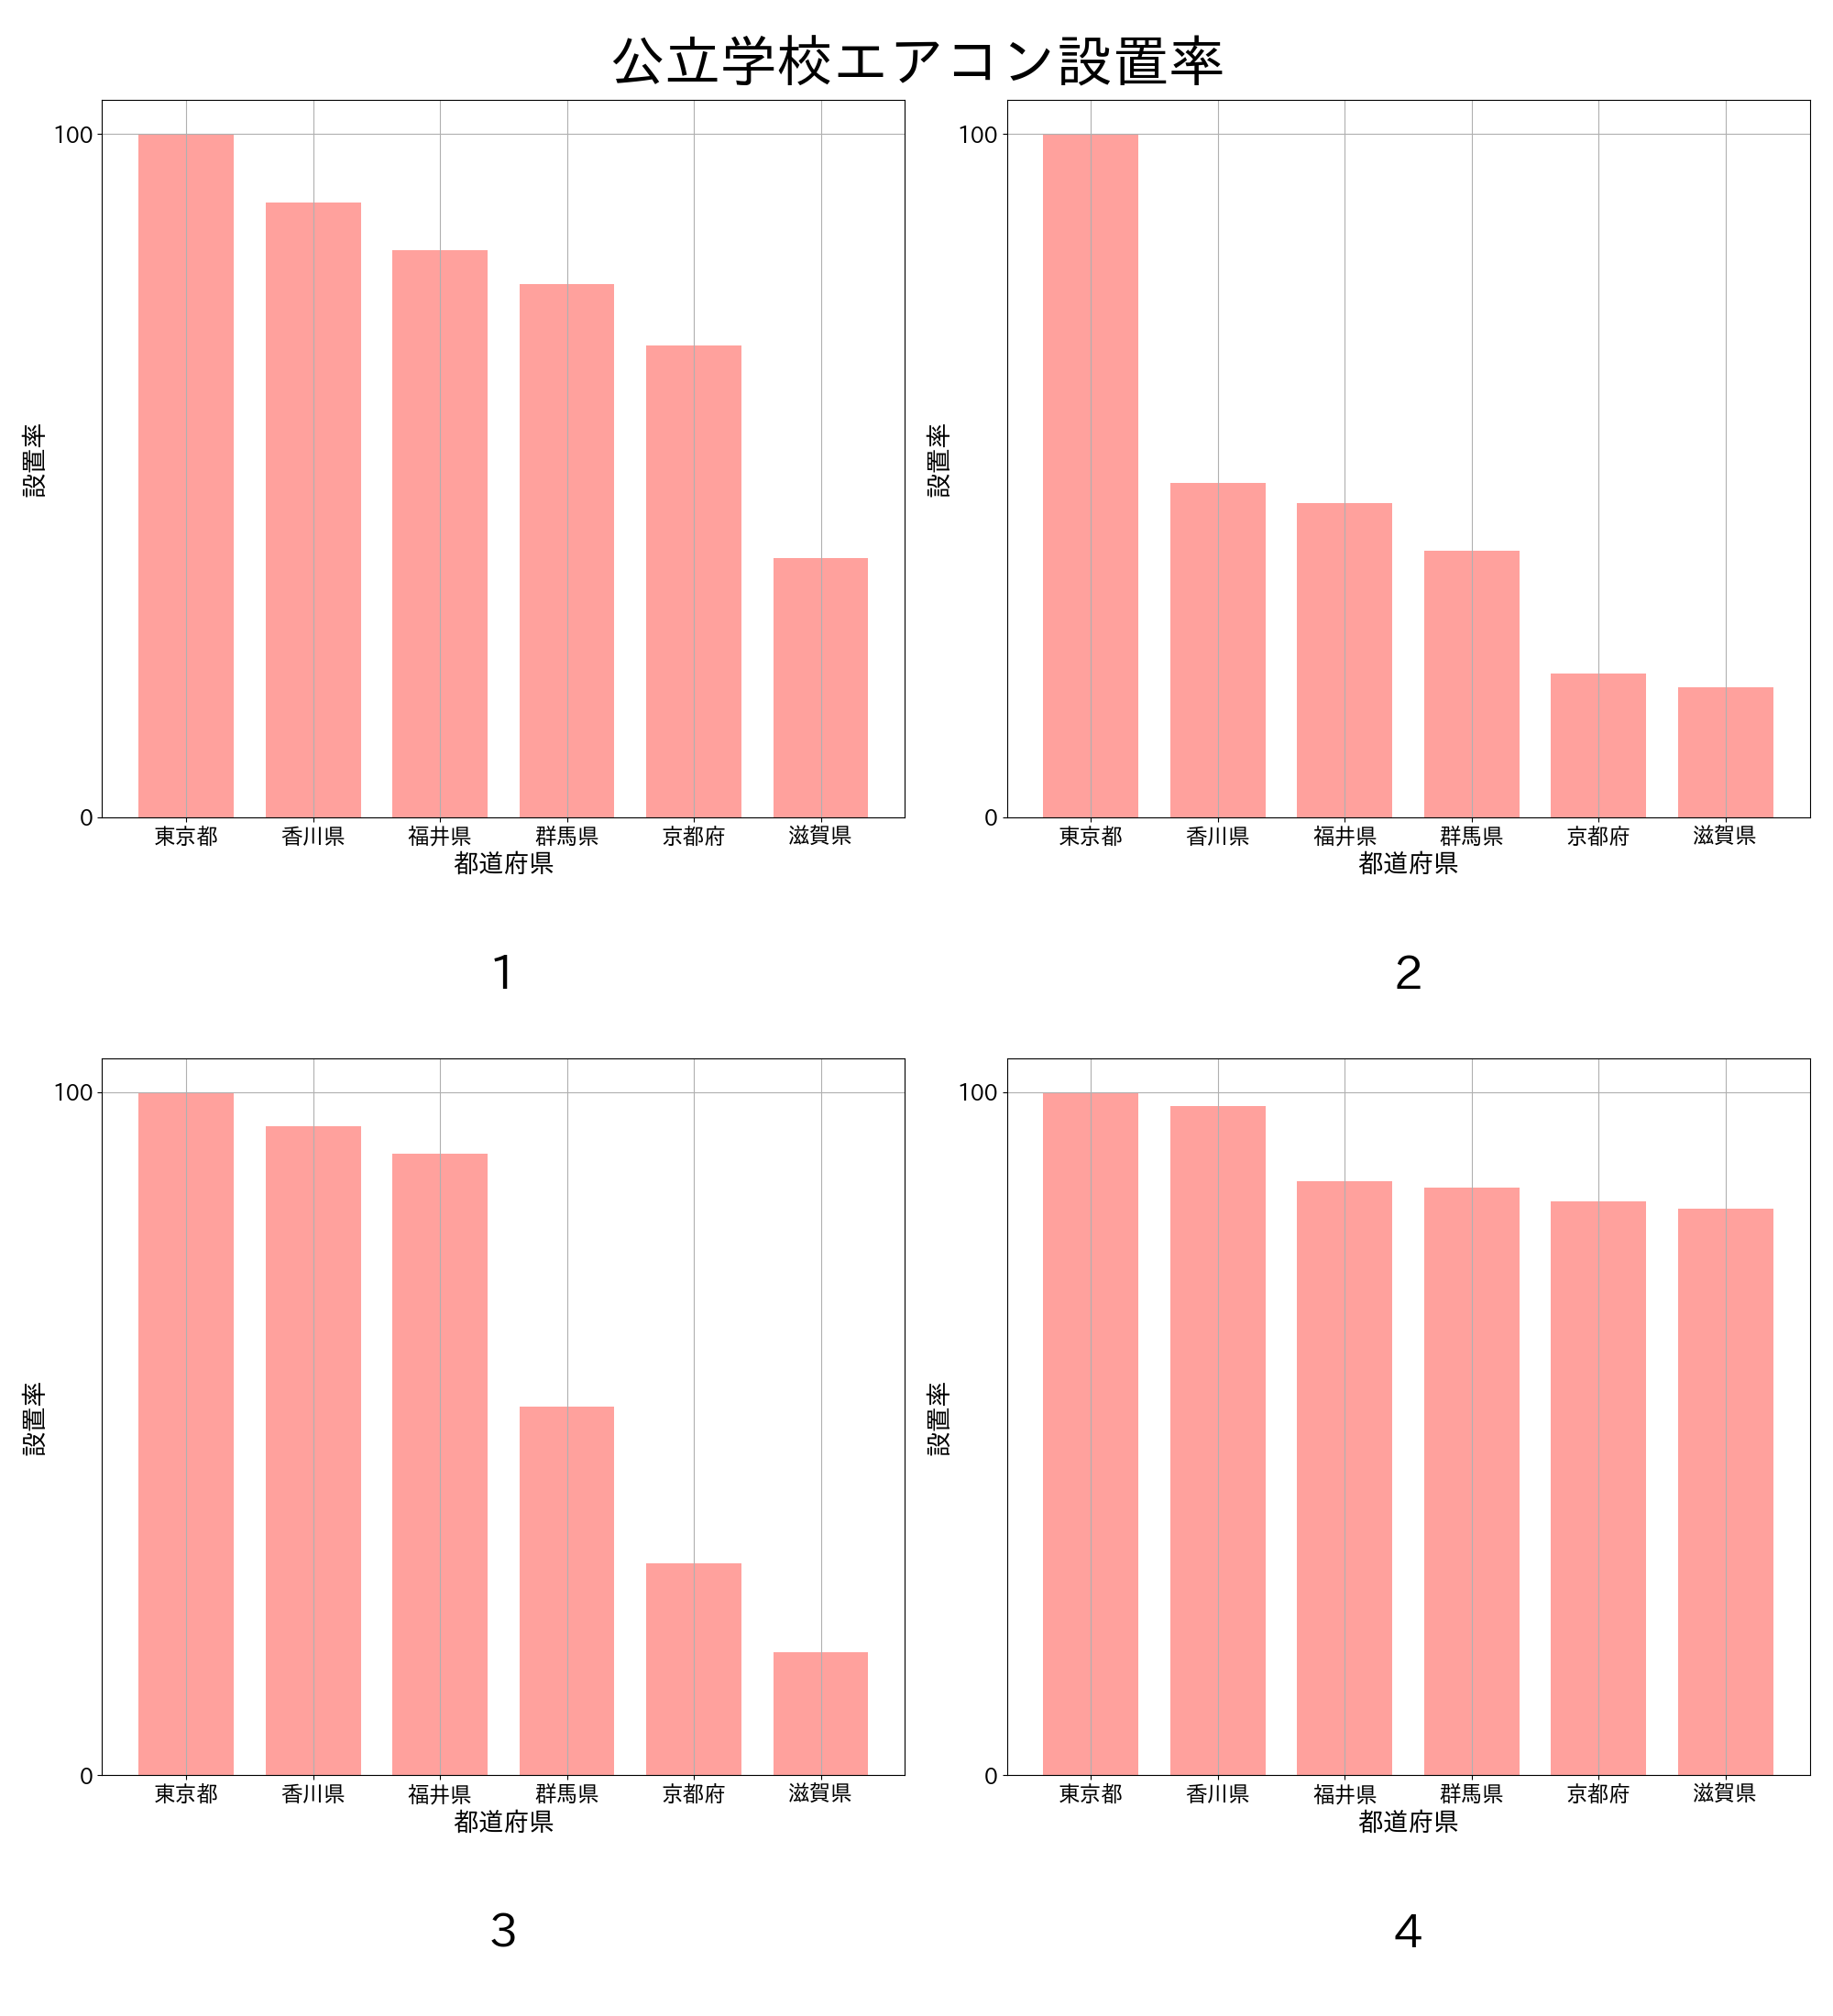 公立学校エアコン設置率
100
0
設置率
東京都 香川県 福井県 群馬県 京都府 滋賀県
都道府県
1
100
0
設置率
東京都 香川県 福井県 群馬県 京都府 滋賀県
都道府県
2
100
0
設置率
東京都 香川県 福井県 群馬県 京都府 滋賀県
都道府県
3
100
0
設置率
東京都 香川県 福井県 群馬県 京都府 滋賀県
都道府県
4